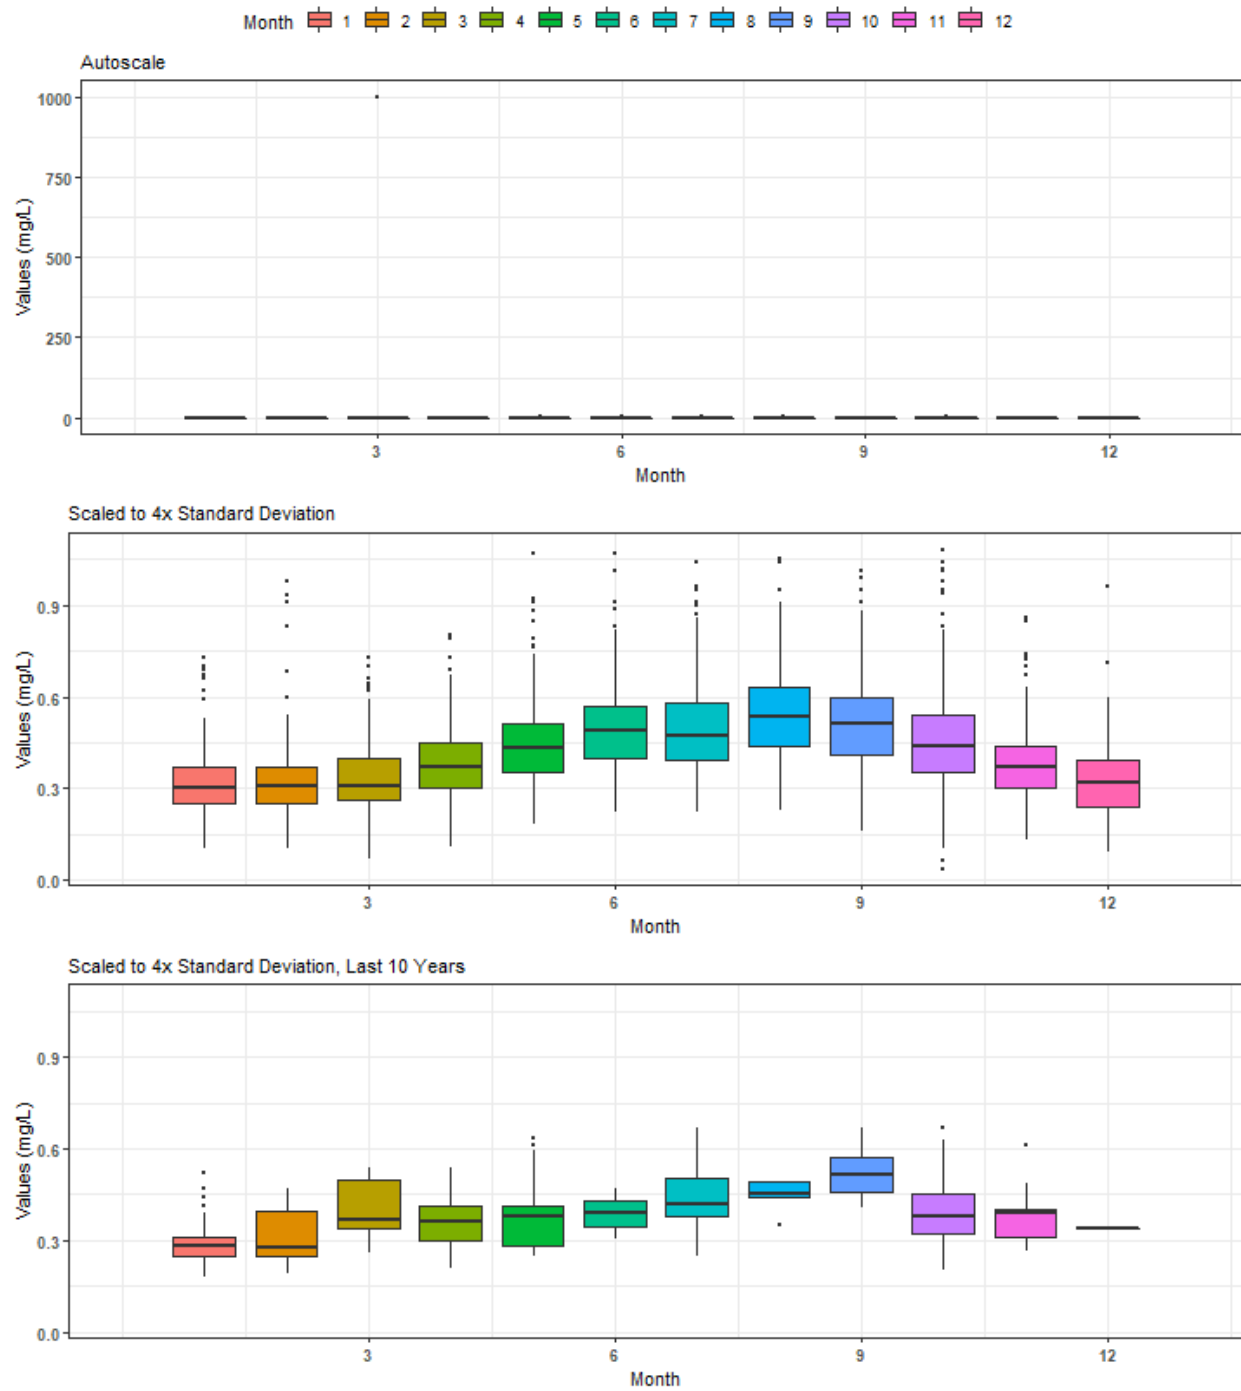 Month 1 2 3 4 5 6 7 8 9 10 11 12
Autoscale
1000
750
500
250
0
Values (mg/L)
3 6 9 12
Month
Scaled to 4x Standard Deviation
0.9
0.6
0.3
0.0
Values (mg/L)
3 6 9 12
Month
Scaled to 4x Standard Deviation, Last 10 Years
0.9
0.6
0.3
0.0
Values (mg/L)
3 6 9 12
Month